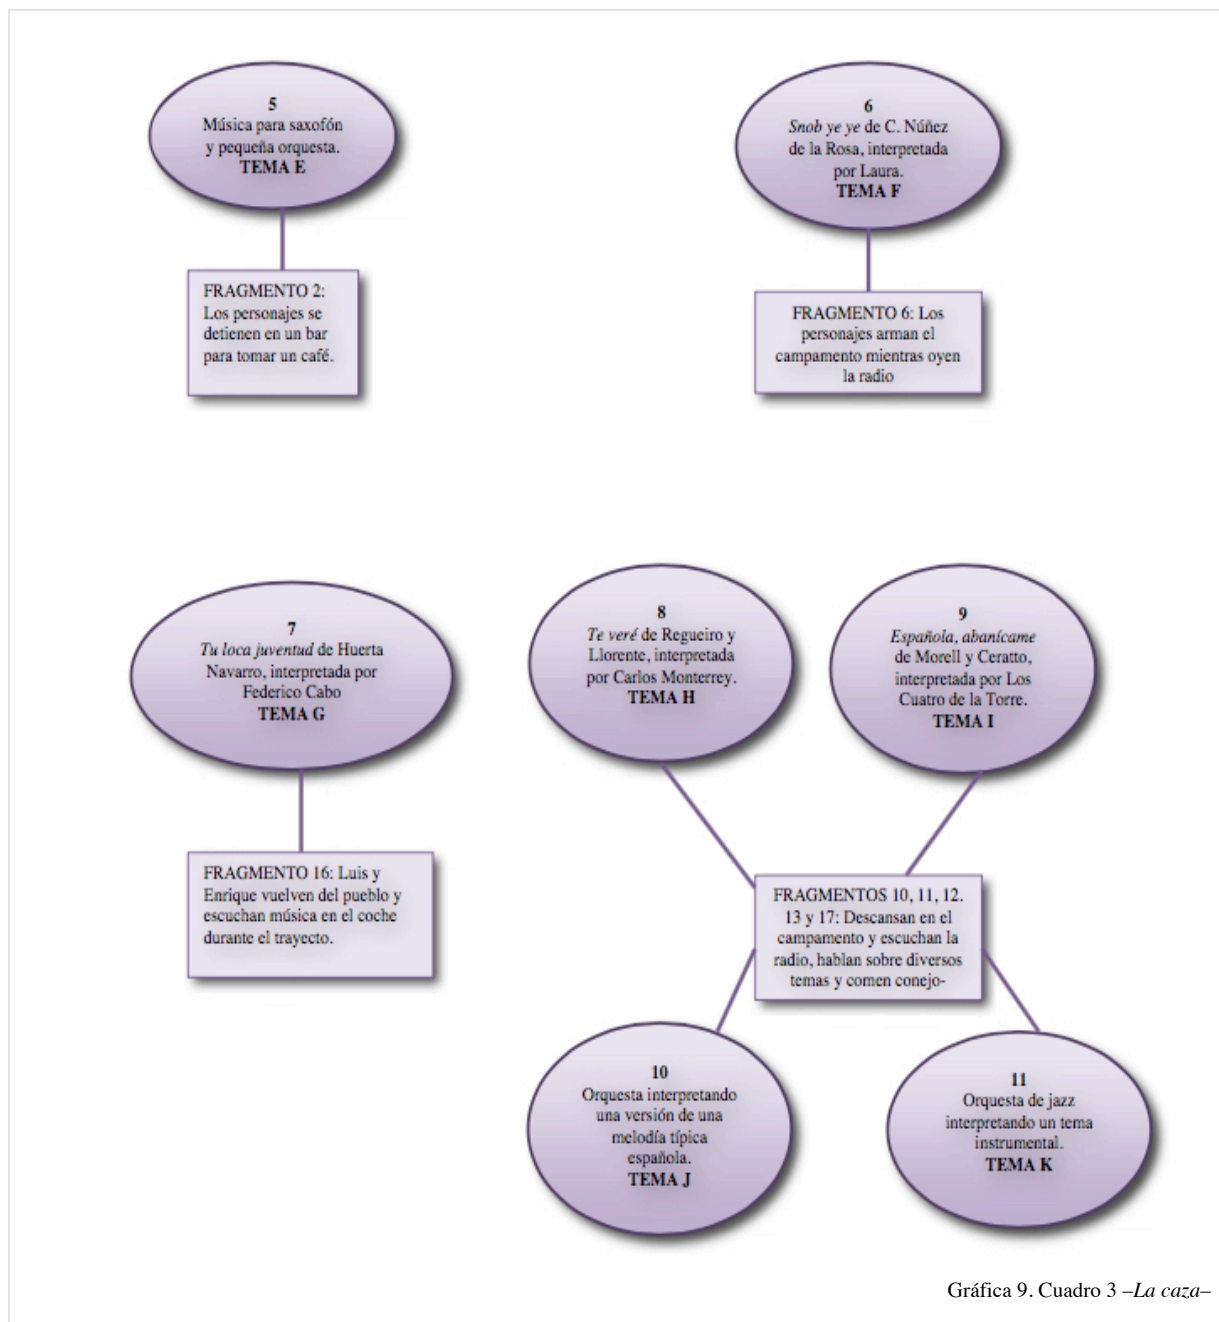 5
Música para saxofón
y pequeña orquesta.
TEMA E
FRAGMENTO 2:
Los personajes se
detienen en un bar
para tomar un café.
6
Snob ye ye de C. Núñez
de la Rosa, interpretada
por Laura.
TEMA F
FRAGMENTO 6: Los
personajes arman el
campamento mientras oyen
la radio
7
Tu loca juventud de Huerta
Navarro, interpretada por
Federico Cabo
TEMA G
FRAGMENTO 16: Luis y
Enrique vuelven del pueblo y
escuchan música en el coche
durante el trayecto.
8
Te veré de Regueiro y
Llorente, interpretada
por Carlos Monterrey.
TEMA H
9
Española, abanícame
de Morell y Ceratto,
interpretada por Los
Cuatro de la Torre.
TEMA I
FRAGMENTOS 10, 11, 12.
13 y 17: Descansan en el
campamento y escuchan la
radio, hablan sobre diversos
temas y comen conejo-
10
Orquesta interpretando
una versión de una
melodía típica
española.
TEMA J
11
Orquesta de jazz
interpretando un tema
instrumental.
TEMA K
Gráfica 9. Cuadro 3 –La caza–